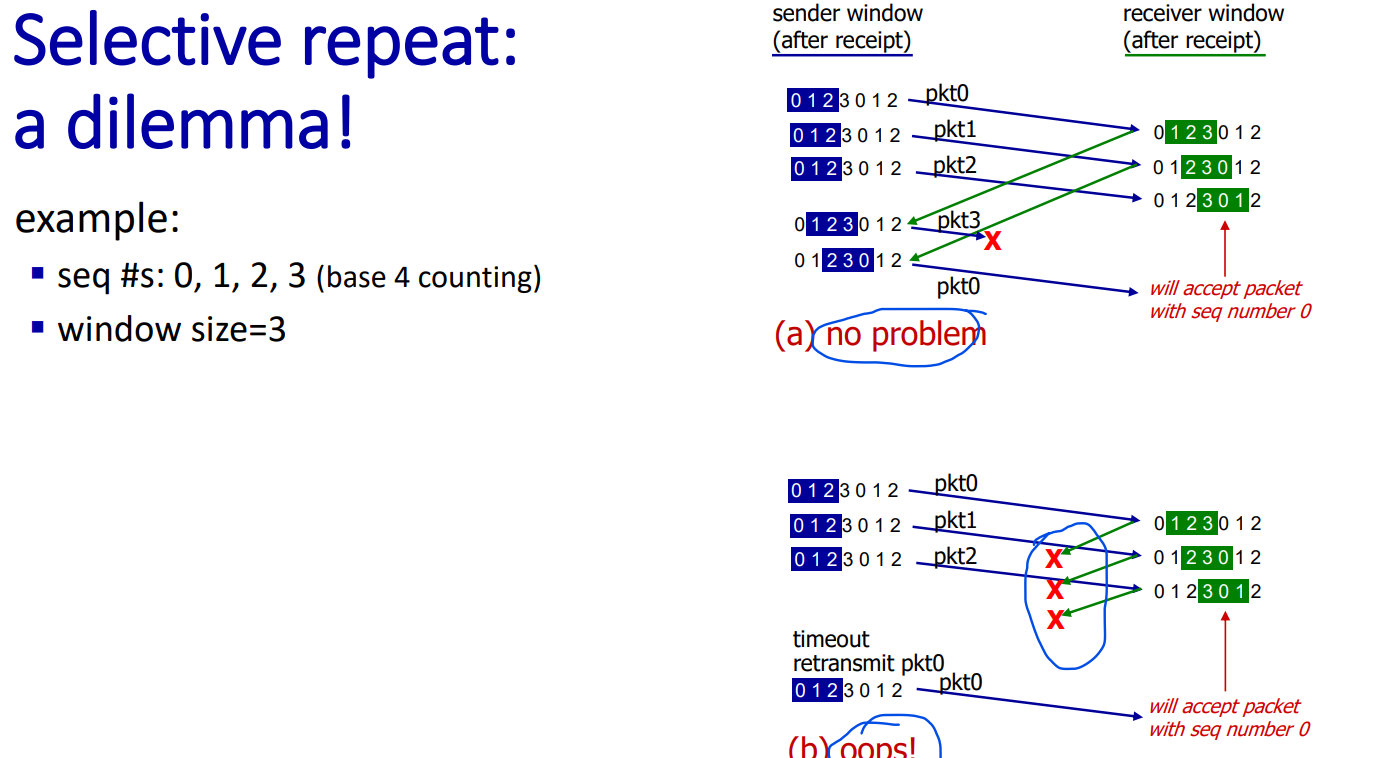 Selective repeat:
a dilemma!
example:
seq #s: 0, 1, 2, 3 (base 4 counting)
window size=3
sender window
(after receipt)
receiver window
(after receipt)
0 1 2 3 0 1 2
pkt0
0 1 2 3 0 1 2
0 1 2 3 0 1 2
pkt1
0 1 2 3 0 1 2
0 1 2 3 0 1 2
pkt2
0 1 2 3 0 1 2
0 1 2 3 0 1 2
pkt3
X
0 1 2 3 0 1 2
pkt0
will accept packet
with seq number 0
(a) no problem
0 1 2 3 0 1 2
pkt0
0 1 2 3 0 1 2
0 1 2 3 0 1 2
pkt1
0 1 2 3 0 1 2
0 1 2 3 0 1 2
pkt2
X
0 1 2 3 0 1 2
X
X
timeout
retransmit pkt0
0 1 2 3 0 1 2
pkt0
will accept packet
with seq number 0
(b) oops!